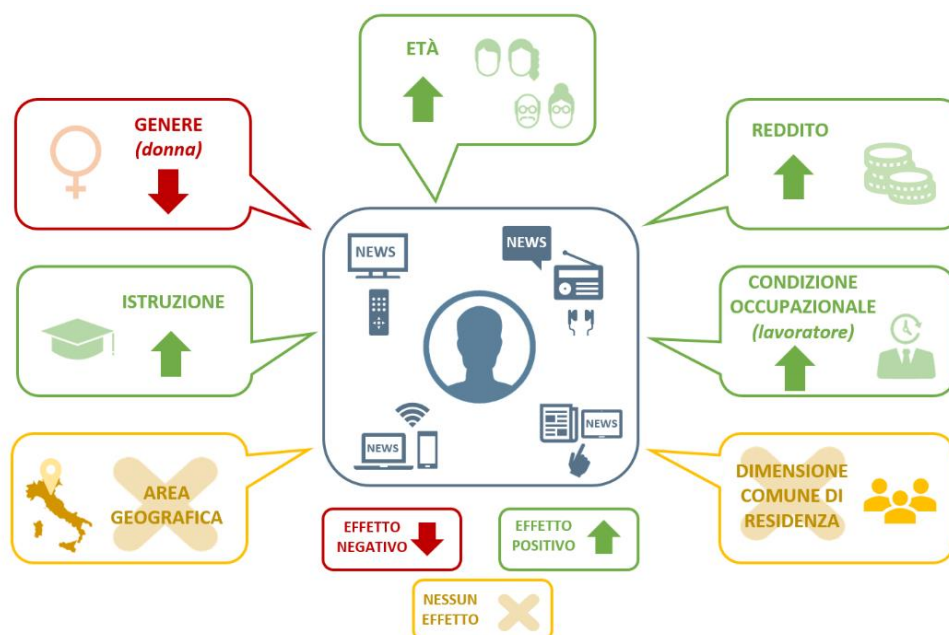 ETÀ
GENERE
(donna)
REDDITO
NEWS
NEWS
ISTRUZIONE
CONDIZIONE
OCCUPAZIONALE
(lavoratore)
NEWS
NEWS
AREA
GEOGRAFICA
DIMENSIONE
COMUNE DI
RESIDENZA
EFFETTO
NEGATIVO
EFFETTO
POSITIVO
NESSUN
EFFETTO